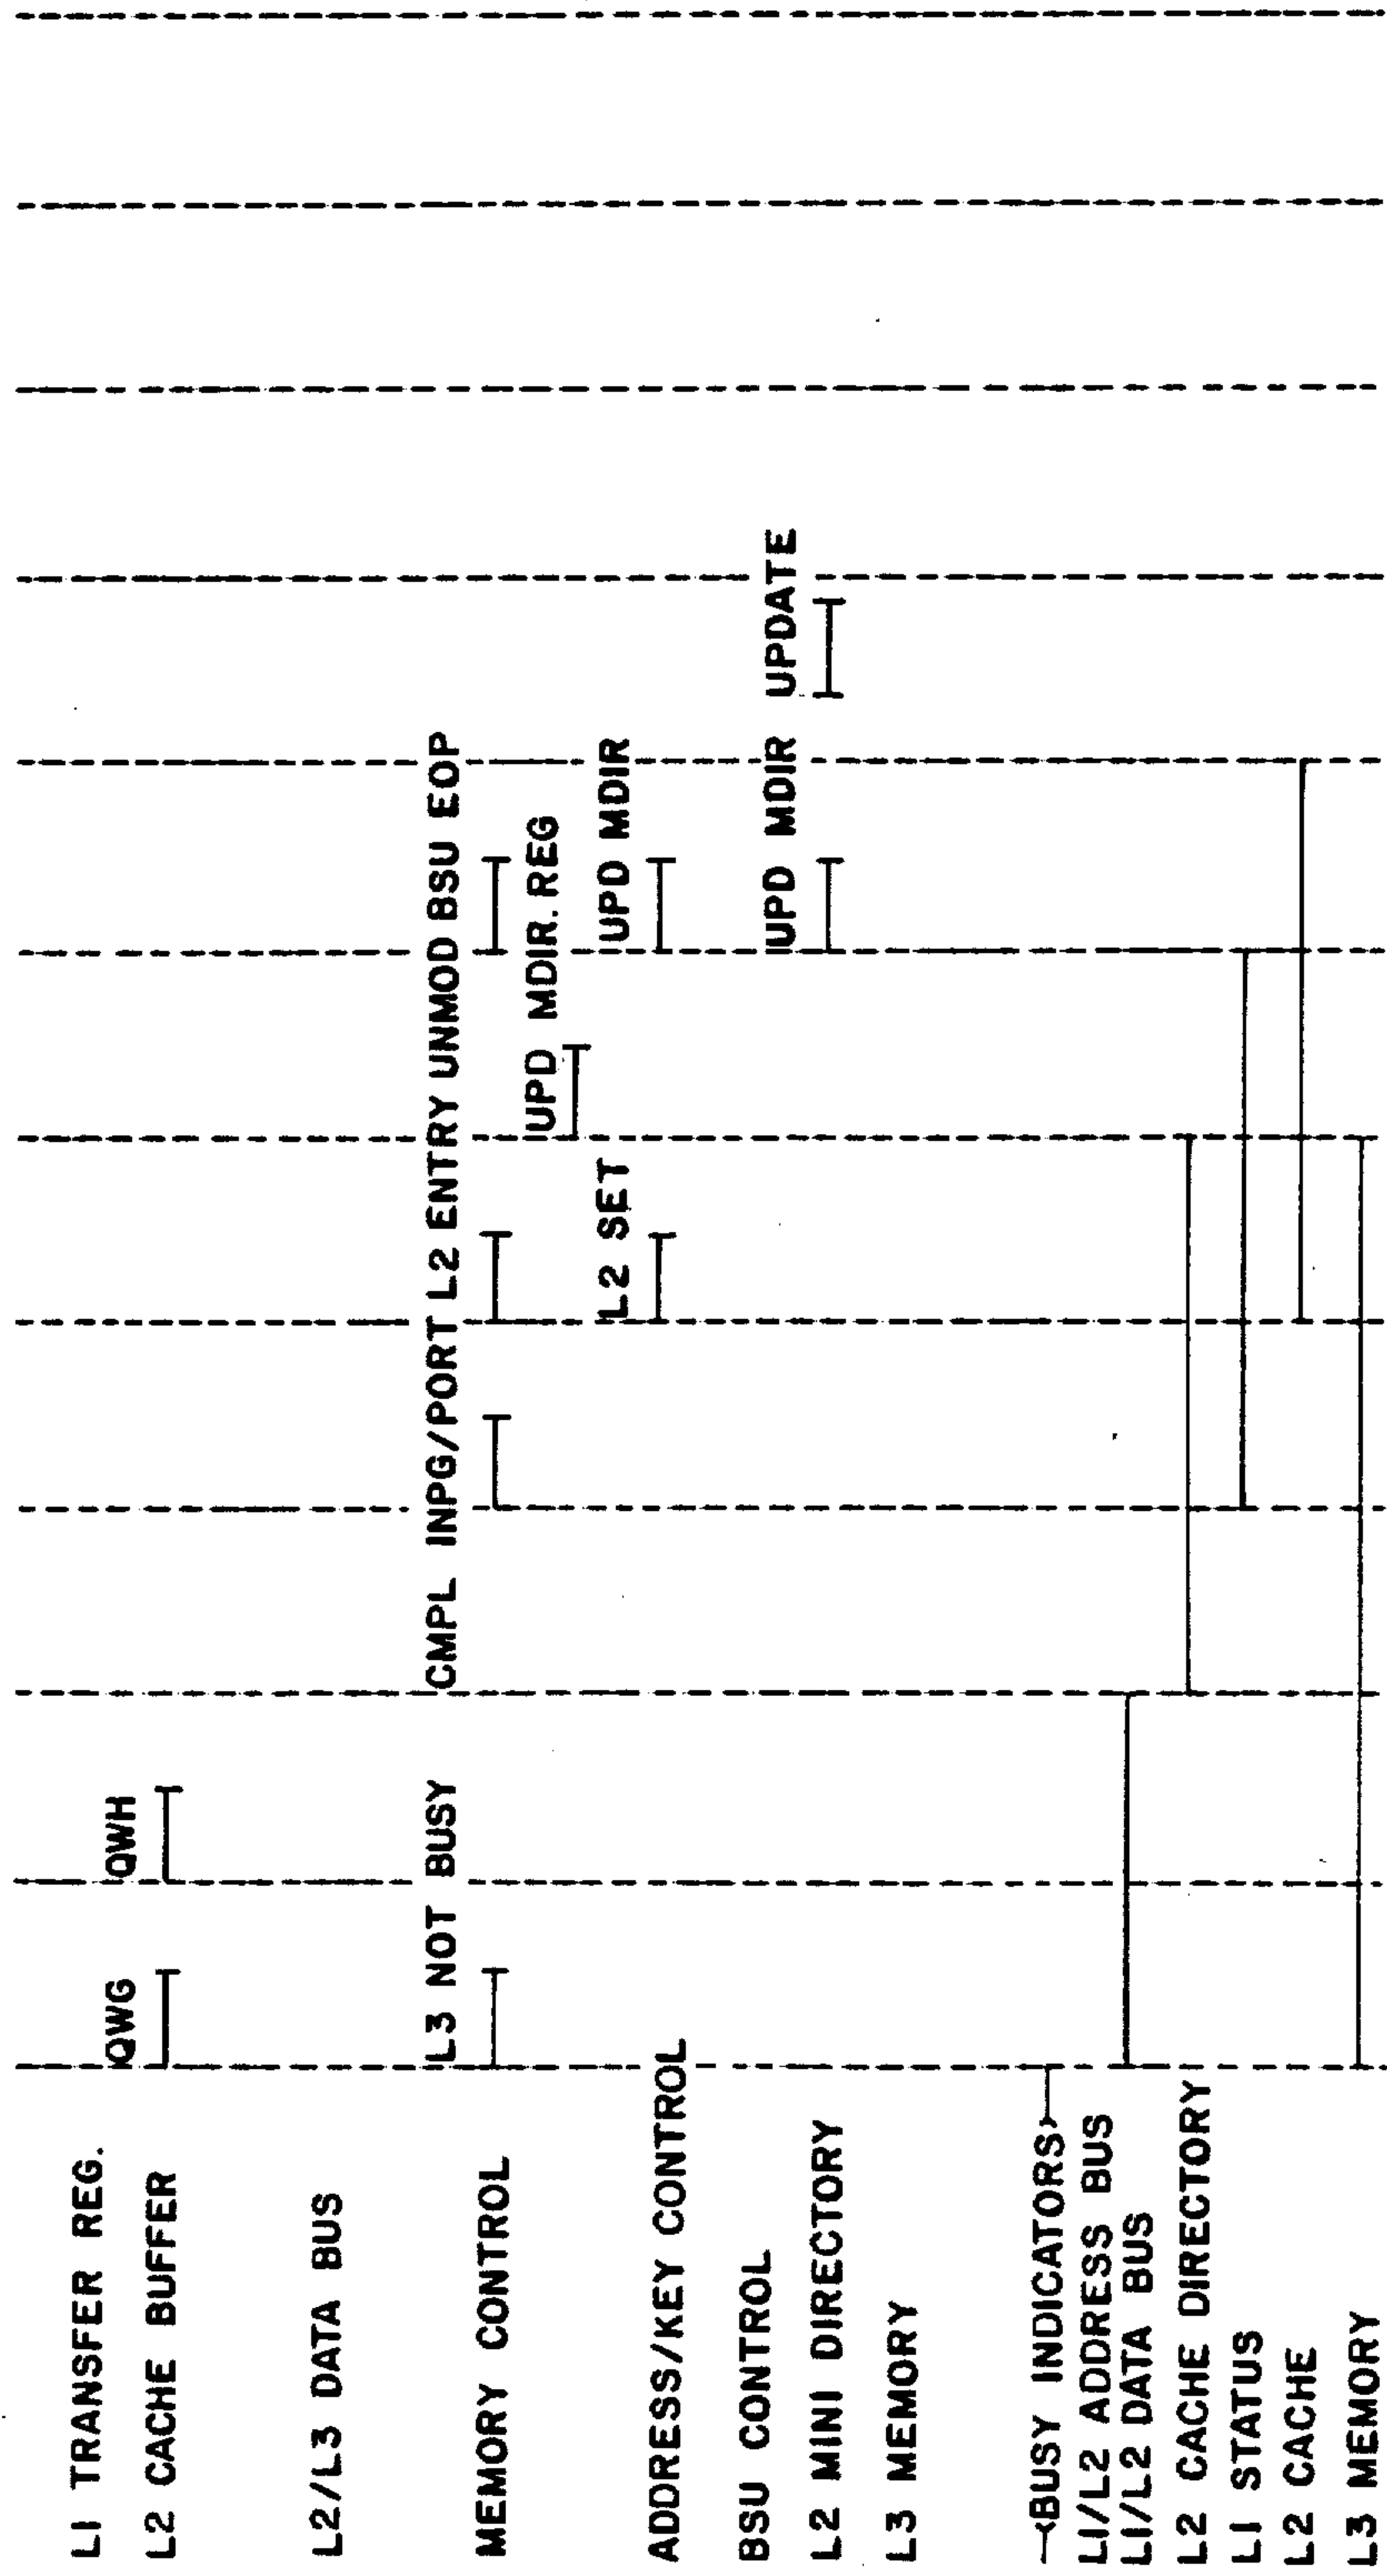 L1 TRANSFER REG.
QWG QWH
L2 CACHE BUFFER
L2/L3 DATA BUS
L3 NOT BUSY CMPL INPG/PORT L2 ENTRY UNMOD BSU EOP
MEMORY CONTROL
UPD MDIR. REG
L2 SET UPD MDIR
ADDRESS/KEY CONTROL
BSU CONTROL
UPD MDIR UPDATE
L2 MINI DIRECTORY
L3 MEMORY
<BUSY INDICATORS>
L1/L2 ADDRESS BUS
L1/L2 DATA BUS
L2 CACHE DIRECTORY
L1 STATUS
L2 CACHE
L3 MEMORY